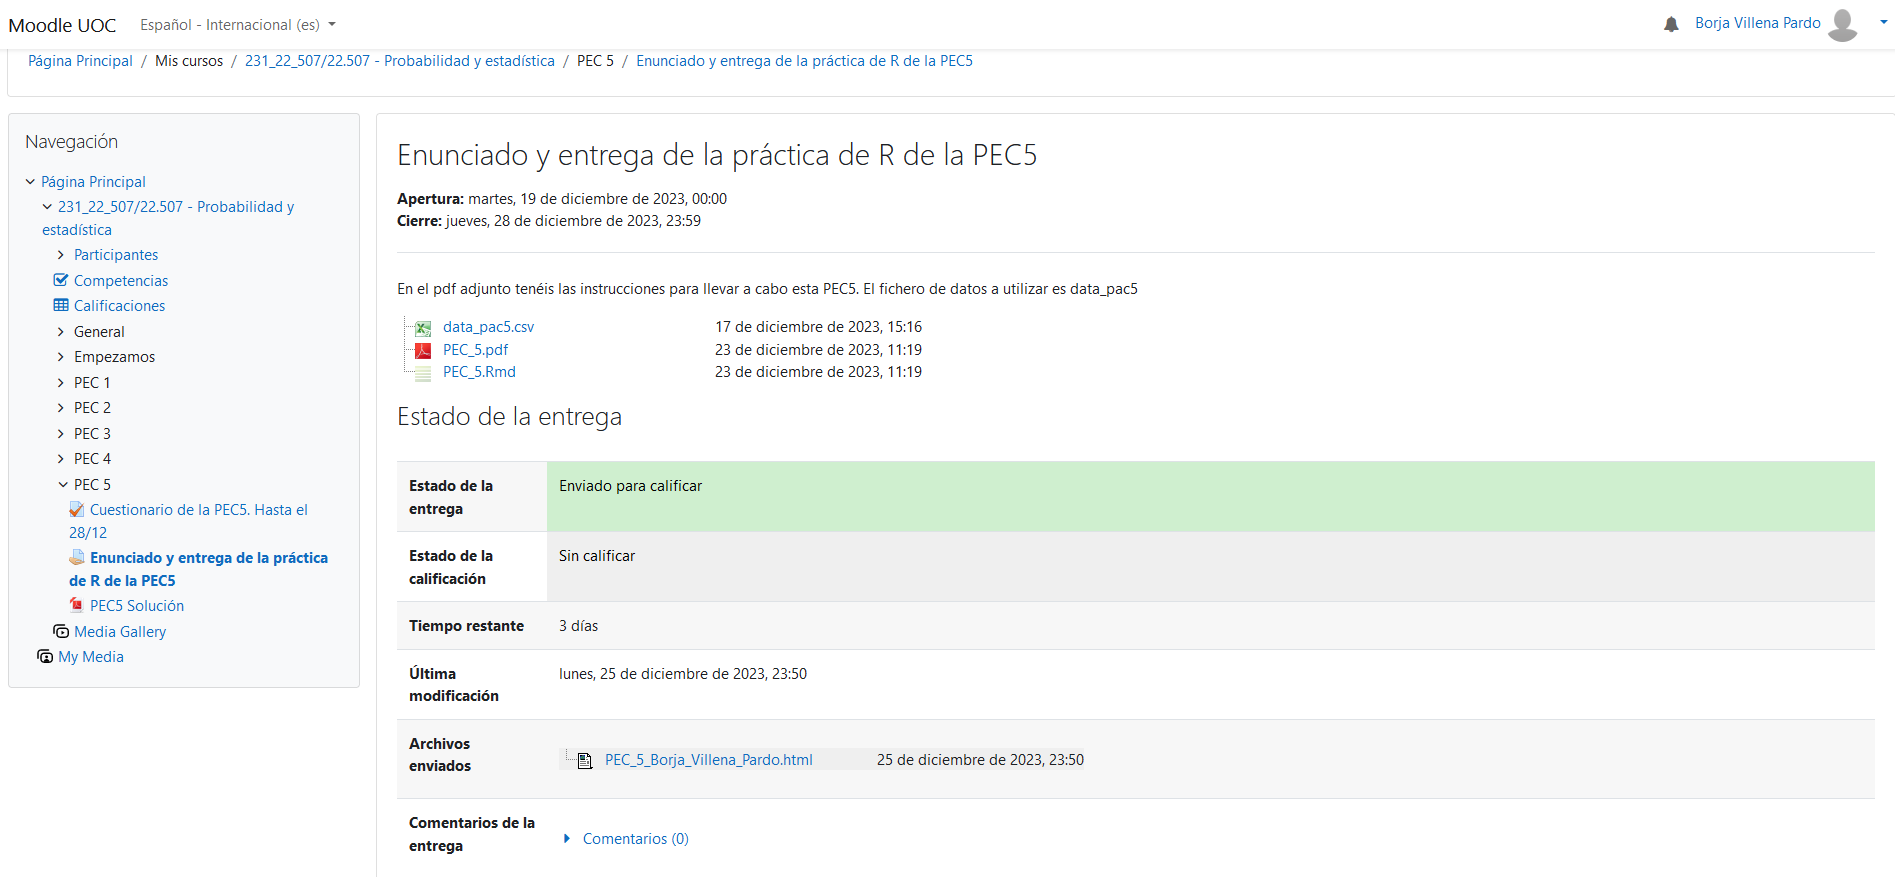 Moodle UOC
Español - Internacional (es)
Borja Villena Pardo
Página Principal / Mis cursos / 231_22_507/22.507 - Probabilidad y estadística / PEC 5 / Enunciado y entrega de la práctica de R de la PEC5
Navegación
Página Principal
231_22_507/22.507 - Probabilidad y
estadística
Participantes
Competencias
Calificaciones
General
Empezamos
PEC 1
PEC 2
PEC 3
PEC 4
PEC 5
Cuestionario de la PEC5. Hasta el
28/12
Enunciado y entrega de la práctica
de R de la PEC5
PEC5 Solución
Media Gallery
My Media
Enunciado y entrega de la práctica de R de la PEC5
Apertura: martes, 19 de diciembre de 2023, 00:00
Cierre: jueves, 28 de diciembre de 2023, 23:59
En el pdf adjunto tenéis las instrucciones para llevar a cabo esta PEC5. El fichero de datos a utilizar es data_pac5
data_pac5.csv 17 de diciembre de 2023, 15:16
PEC_5.pdf 23 de diciembre de 2023, 11:19
PEC_5.Rmd 23 de diciembre de 2023, 11:19
Estado de la entrega
Estado de la
entrega
Enviado para calificar
Estado de la
calificación
Sin calificar
Tiempo restante 3 días
Última
modificación
lunes, 25 de diciembre de 2023, 23:50
Archivos
enviados
PEC_5_Borja_Villena_Pardo.html 25 de diciembre de 2023, 23:50
Comentarios de la
entrega
Comentarios (0)